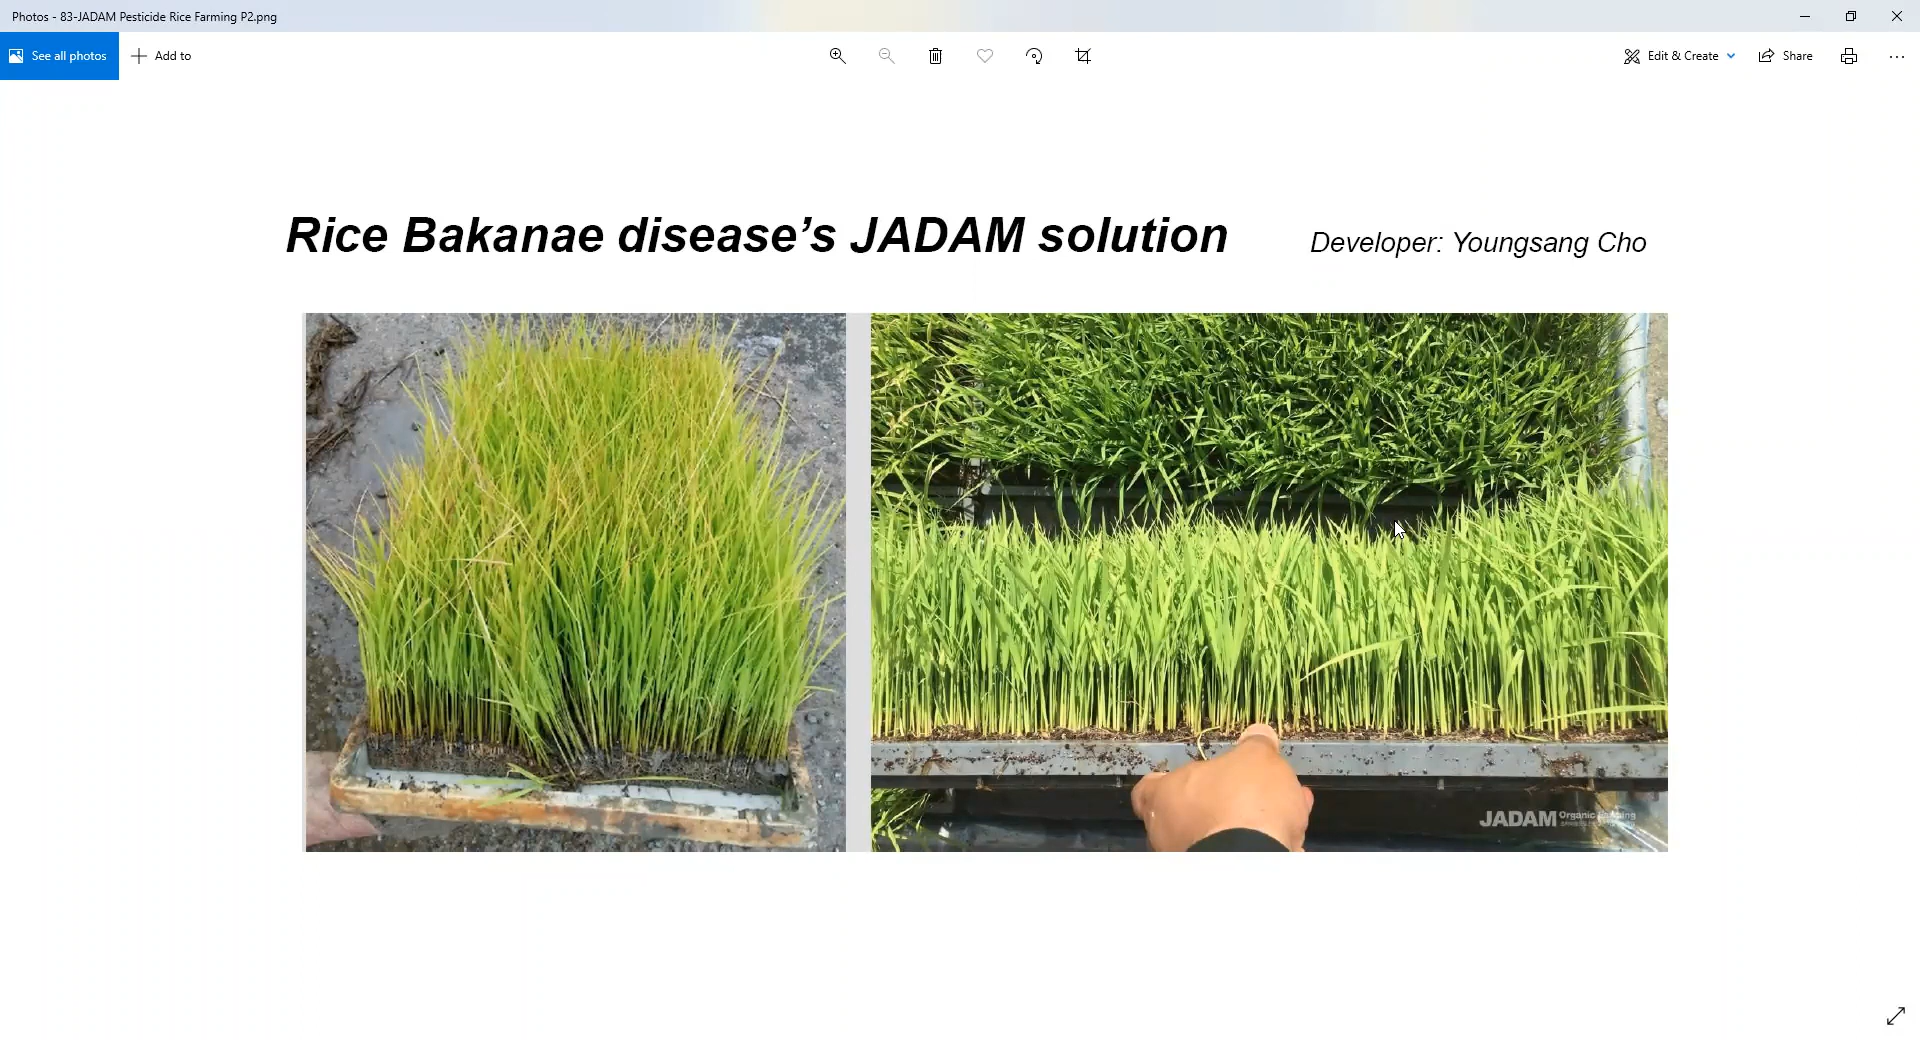 Photos - 83-JADAM Pesticide Rice Farming P2.png
See all photos
Add to
Edit & Create
Share
Rice Bakanae disease’s JADAM solution
Developer: Youngsang Cho
JADAM Organic Farming